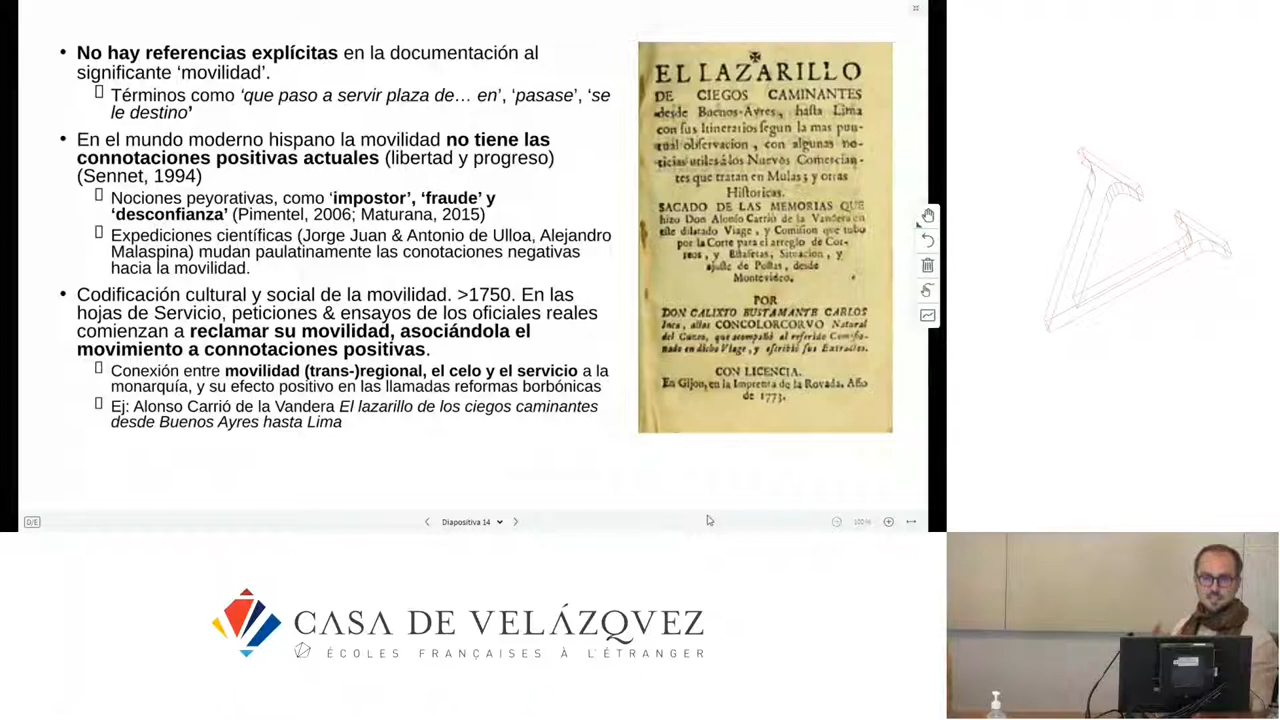 • No hay referencias explícitas en la documentación al
significante ‘movilidad’.
Términos como ‘que paso a servir plaza de… en’, ‘pasase’, ‘se
le destino’
• En el mundo moderno hispano la movilidad no tiene las
connotaciones positivas actuales (libertad y progreso)
(Sennet, 1994)
Nociones peyorativas, como ‘impostor’, ‘fraude’ y
‘desconfianza’ (Pimentel, 2006; Maturana, 2015)
Expediciones científicas (Jorge Juan & Antonio de Ulloa, Alejandro
Malaspina) mudan paulatinamente las conotaciones negativas
hacia la movilidad.
• Codificación cultural y social de la movilidad. >1750. En las
hojas de Servicio, peticiones & ensayos de los oficiales reales
comienzan a reclamar su movilidad, asociándola el
movimiento a connotaciones positivas.
Conexión entre movilidad (trans-)regional, el celo y el servicio a la
monarquía, y su efecto positivo en las llamadas reformas borbónicas
Ej: Alonso Carrió de la Vandera El lazarillo de los ciegos caminantes
desde Buenos Ayres hasta Lima
EL LAZARILLO
DE CIEGOS CAMINANTES
desde Buenos-Ayres, hasta Lima
con sus Itinerarios segun la mas pun-
tual observacion, con algunas no-
ticias utiles á los Nuevos Comercian-
tes que tratan en Mulas; y otras
Historicas.
SACADO DE LAS MEMORIAS QUE
hizo Don Alonso Carriò de la Vandera en
este dilatado Viage, y Comision que tubo
por la Corte para el arreglo de Cor-
reos, y Estafetas, Situacion, y
ajuste de Postas, desde
Montevideo.
POR
DON CALIXTO BUSTAMANTE CARLOS
Inca, alias CONCOLORCORVO Natural
del Cuzco, que acompañó al referido Comisio-
nado en dicho Viage, y escribió sus Extractos.
CON LICENCIA.
En Gijon, en la Imprenta de la Rovada. Año
de 1773.
D/E
Diapositiva 14
100 %
CASA DE VELÁZQVEZ
ÉCOLES FRANÇAISES À L'ÉTRANGER